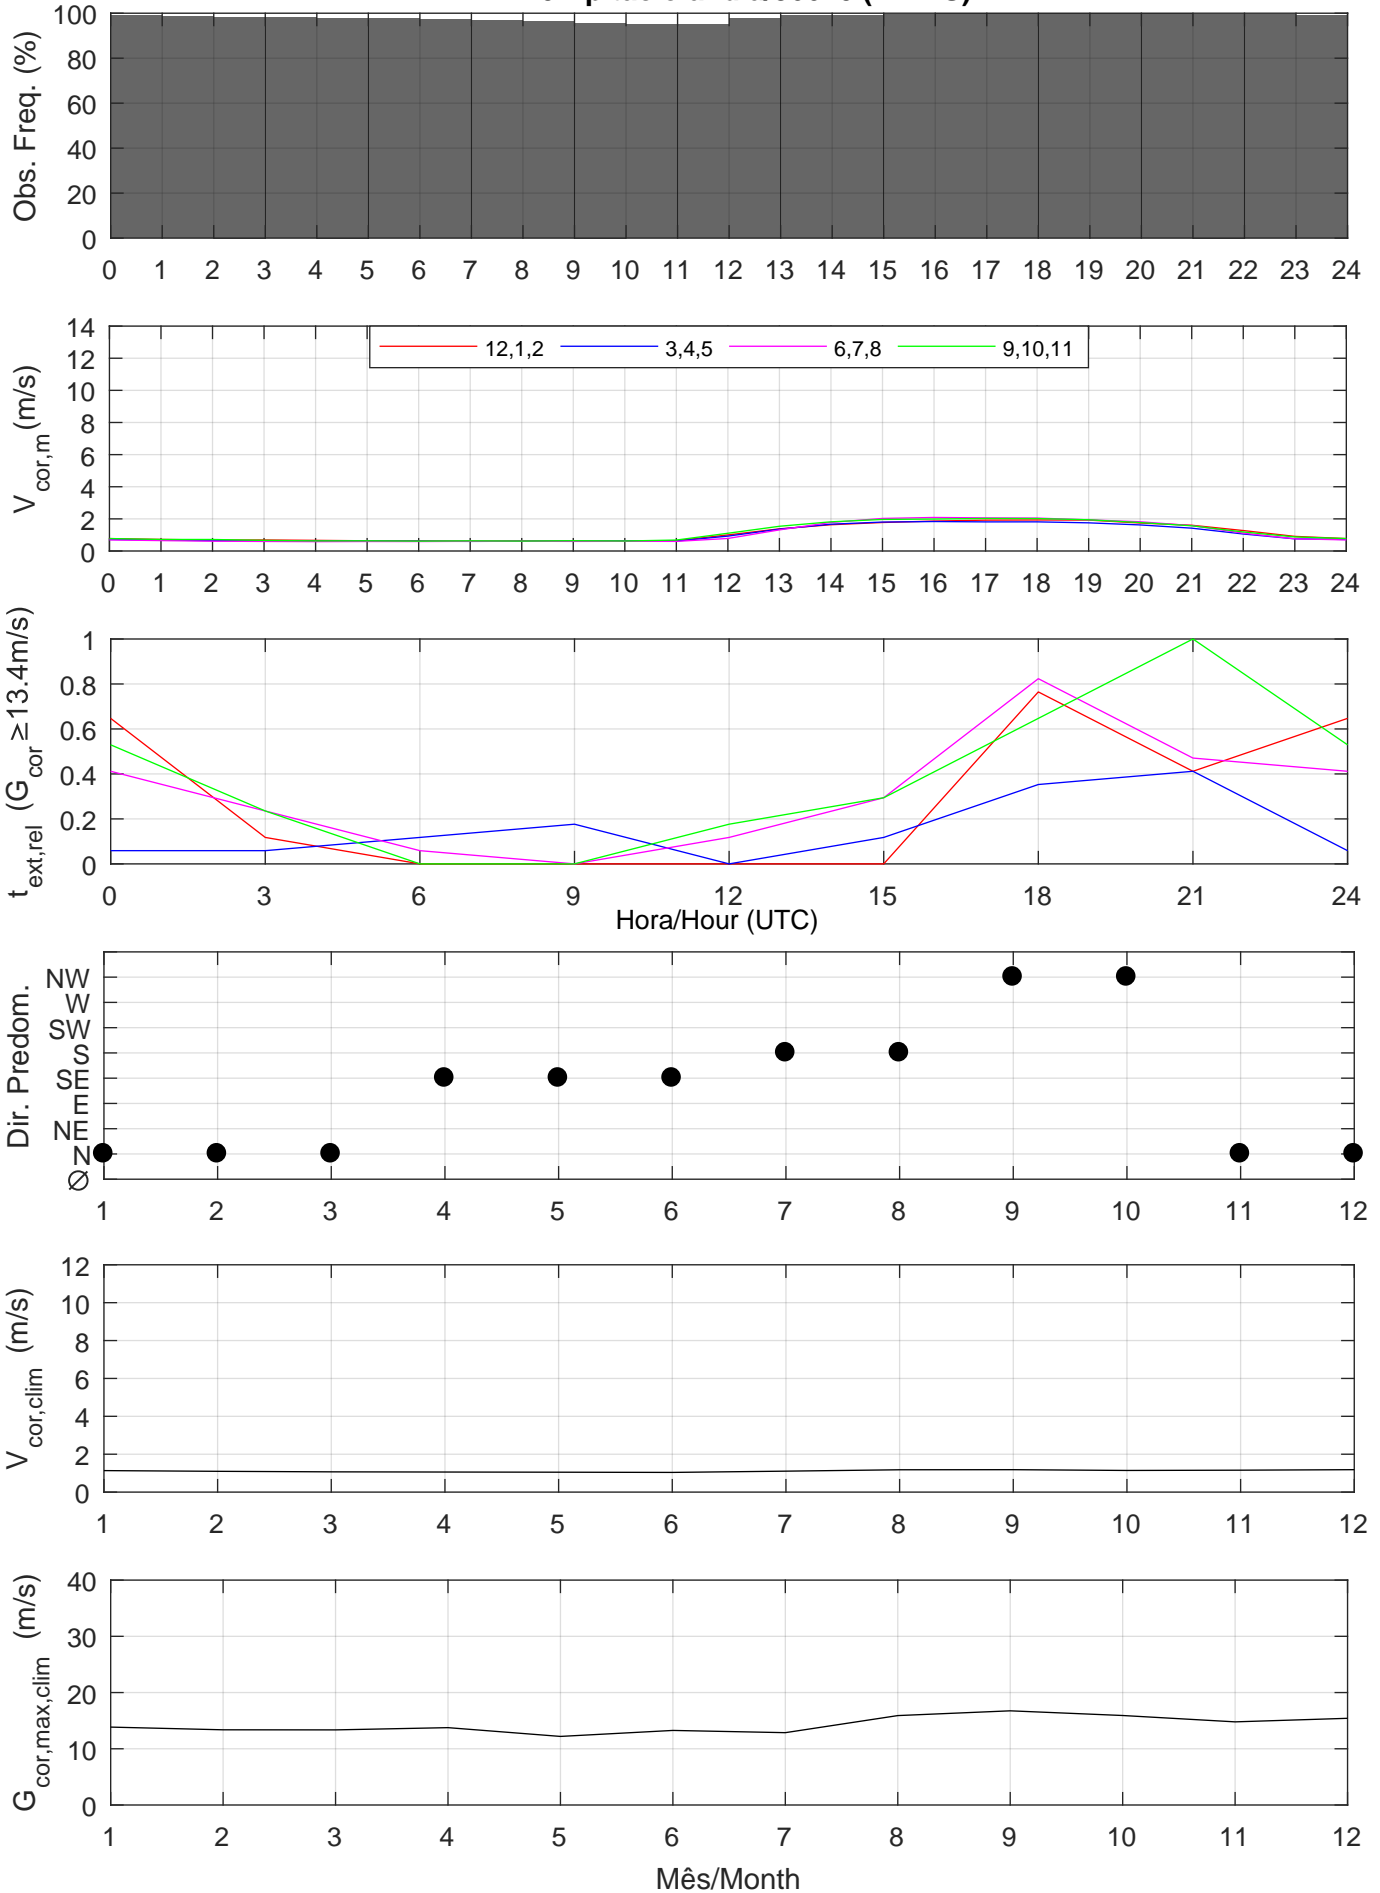 Obs. Freq. (%)
100
80
60
40
20
0
0 1 2 3 4 5 6 7 8 9 10 11 12 13 14 15 16 17 18 19 20 21 22 23 24
V cor,m (m/s)
14
12
10
8
6
4
2
0
12,1,2 3,4,5 6,7,8 9,10,11
0 1 2 3 4 5 6 7 8 9 10 11 12 13 14 15 16 17 18 19 20 21 22 23 24
t ext,rel (G cor ≥13.4m/s)
1
0.8
0.6
0.4
0.2
0
0 3 6 9 12 15 18 21 24
Hora/Hour (UTC)
Dir. Predom.
NW
W
SW
S
SE
E
NE
N
Ø
1 2 3 4 5 6 7 8 9 10 11 12
V cor,clim (m/s)
12
10
8
6
4
2
0
1 2 3 4 5 6 7 8 9 10 11 12
G cor,max,clim (m/s)
40
30
20
10
0
1 2 3 4 5 6 7 8 9 10 11 12
Mês/Month